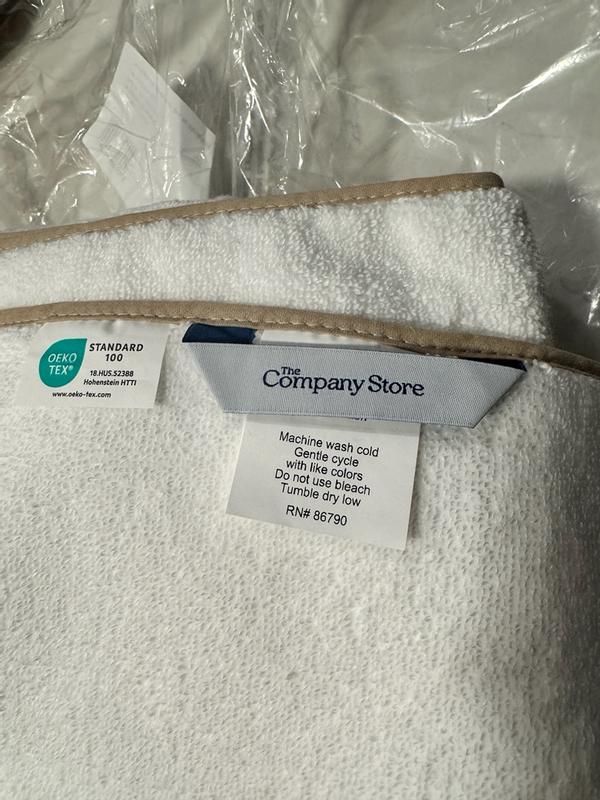 OEKO
TEX®
STANDARD
100
18.HUS.52388
Hohenstein HTTI
www.oeko-tex.com
The
Company Store
Machine wash cold
Gentle cycle
with like colors
Do not use bleach
Tumble dry low
RN# 86790